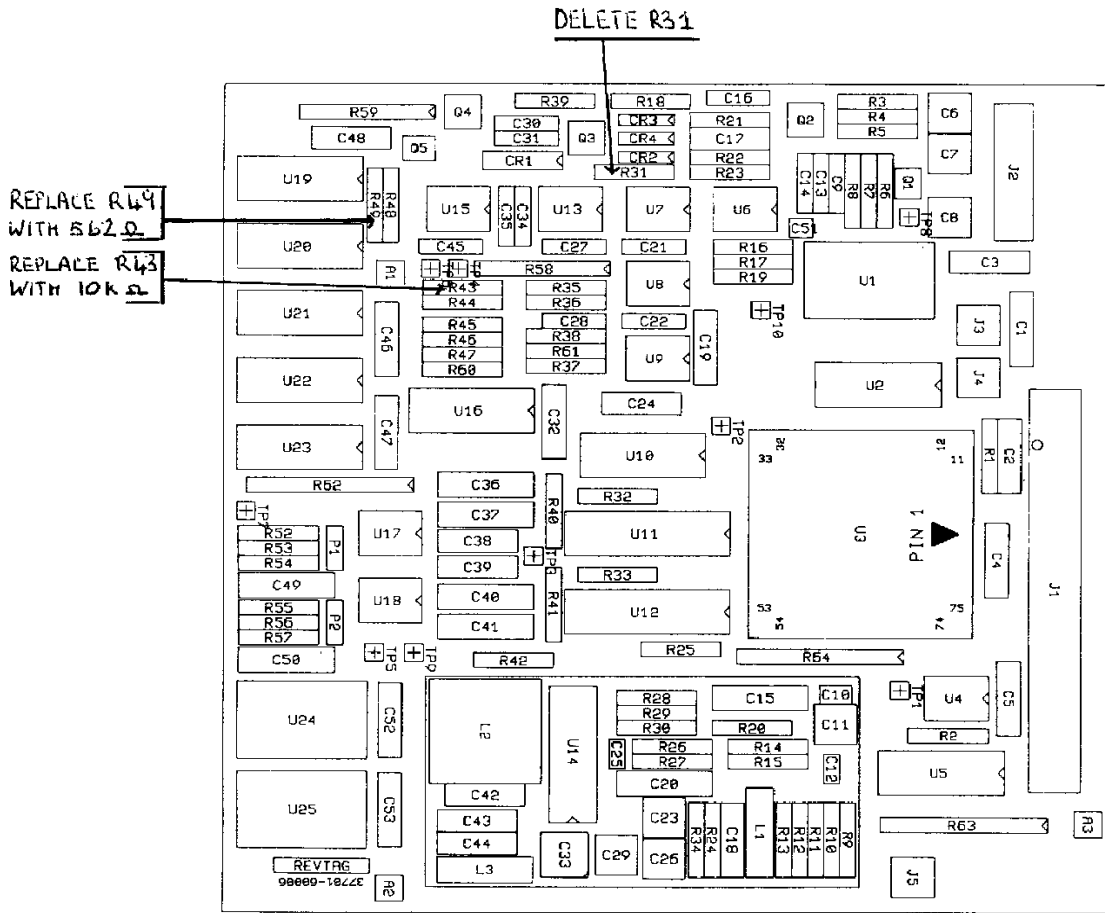 DELETE R31
REPLACE R49
WITH 562 Ω
REPLACE R43
WITH 10K Ω
R59
Q4
R39
R18
C16
Q2
R3
R4
R5
C6
C7
J2
C48
Q5
C30
C31
Q3
CR1
CR3
CR4
CR2
R31
R21
C17
R22
R23
U19
R48
R49
U15
C35
C34
U13
U7
U6
C14
C13
C9
R8
R7
R6
Q1
TP8
C8
C51
U20
C45
C27
C21
R16
R17
R19
U1
C3
A1
R58
R43
R44
R35
R36
U8
TP10
U21
C46
R45
R46
R47
R60
C28
R38
R61
R37
C22
U9
C19
J3
C1
U22
J4
U2
U16
C32
C24
TP2
U23
C47
U10
33
32
12
11
R1
C2
R62
C36
R40
R32
TP7
R52
R53
R54
P1
U17
C37
C38
U11
U3
PIN 1
C4
J1
TP3
C39
R33
C49
U18
C40
R41
U12
R55
R56
R57
P2
C41
53
54
75
74
C50
TP5
TP9
R42
R25
R64
U24
C52
L2
U14
R28
R29
R30
C15
R20
C10
C11
TP1
U4
C5
R2
C25
R26
R27
R14
R15
C12
U5
U25
C53
C42
C20
C43
C44
L3
C33
C29
C23
C26
R34
R24
C18
L1
R13
R12
R11
R10
R9
R63
A3
J5
REVTAG
37701-60006
A2